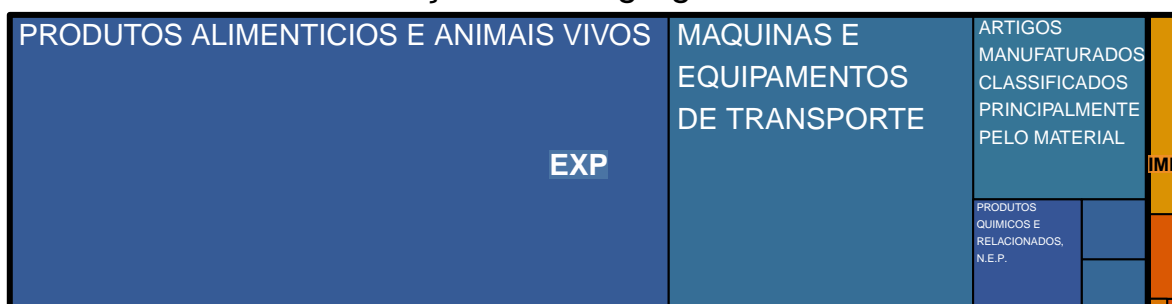 PRODUTOS ALIMENTICIOS E ANIMAIS VIVOS
MAQUINAS E
EQUIPAMENTOS
DE TRANSPORTE
ARTIGOS
MANUFATURADOS
CLASSIFICADOS
PRINCIPALMENTE
PELO MATERIAL
EXP
PRODUTOS
QUIMICOS E
RELACIONADOS,
N.E.P.